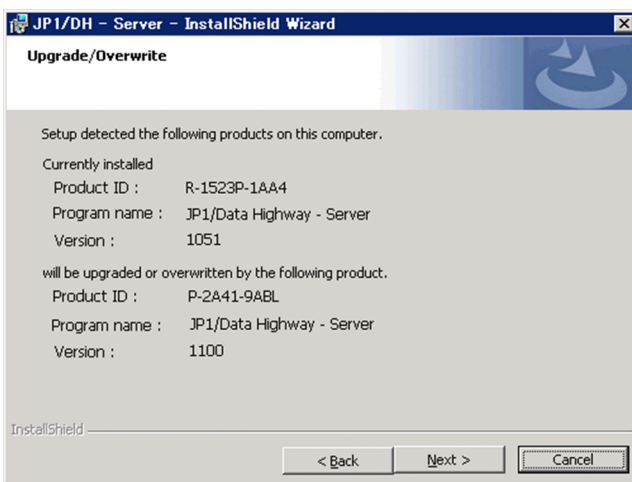 JP1/DH - Server - InstallShield Wizard
Upgrade/Overwrite
Setup detected the following products on this computer.
Currently installed
Product ID : R-1523P-1AA4
Program name : JP1/Data Highway - Server
Version : 1051
will be upgraded or overwritten by the following product.
Product ID : P-2A41-9ABL
Program name : JP1/Data Highway - Server
Version : 1100
InstallShield
< Back Next > Cancel